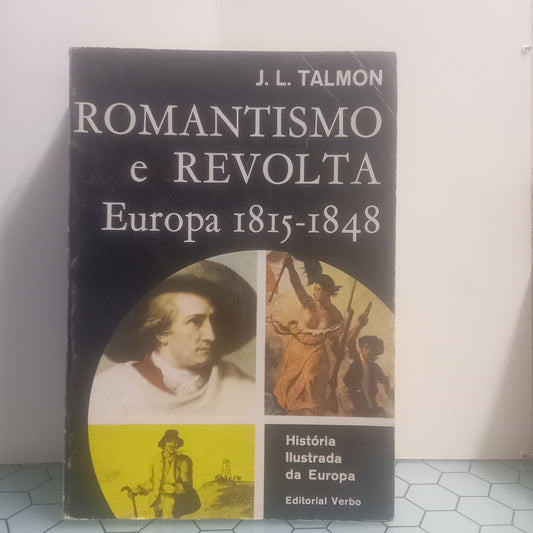 J. L. TALMON
ROMANTISMO
e REVOLTA
Europa 1815-1848
História
Ilustrada
da Europa
Editorial Verbo